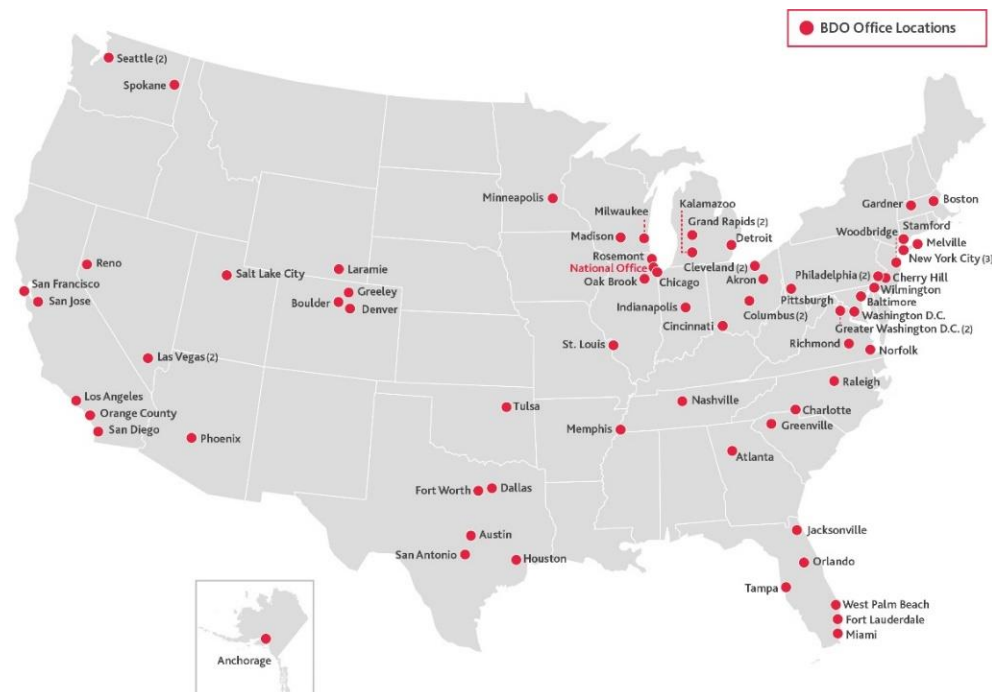 BDO Office Locations
Seattle (2)
Spokane
Minneapolis
Kalamazoo
Milwaukee
Grand Rapids (2)
Gardner
Boston
Madison
Detroit
Woodbridge
Stamford
Melville
Reno
Rosemont
New York City (3)
Salt Lake City
Laramie
National Office
Cleveland (2)
Philadelphia (2)
Cherry Hill
San Francisco
Oak Brook
Chicago
Akron
Wilmington
Greeley
Pittsburgh
Baltimore
San Jose
Boulder
Denver
Indianapolis
Columbus (2)
Washington D.C.
Cincinnati
Greater Washington D.C. (2)
St. Louis
Richmond
Norfolk
Las Vegas (2)
Raleigh
Los Angeles
Tulsa
Nashville
Charlotte
Orange County
Memphis
Greenville
San Diego
Phoenix
Atlanta
Fort Worth
Dallas
Jacksonville
Austin
San Antonio
Houston
Orlando
Tampa
West Palm Beach
Fort Lauderdale
Miami
Anchorage